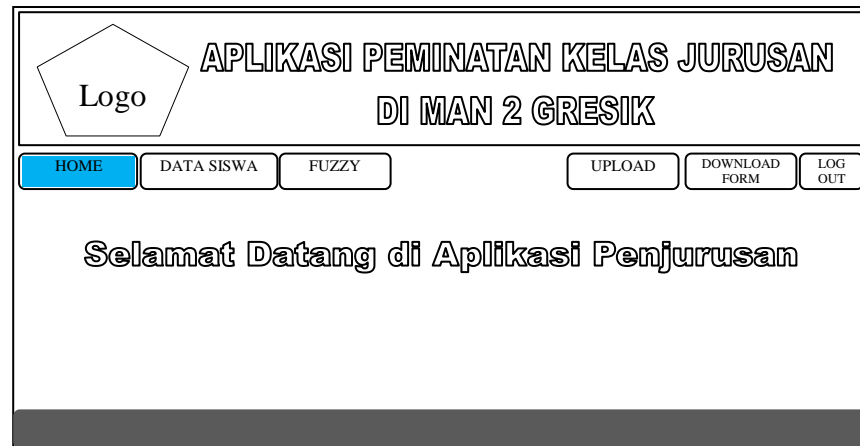 Logo
APLIKASI PEMINATAN KELAS JURUSAN
DI MAN 2 GRESIK
HOME
DATA SISWA
FUZZY
UPLOAD
DOWNLOAD
FORM
LOG
OUT
Selamat Datang di Aplikasi Penjurusan